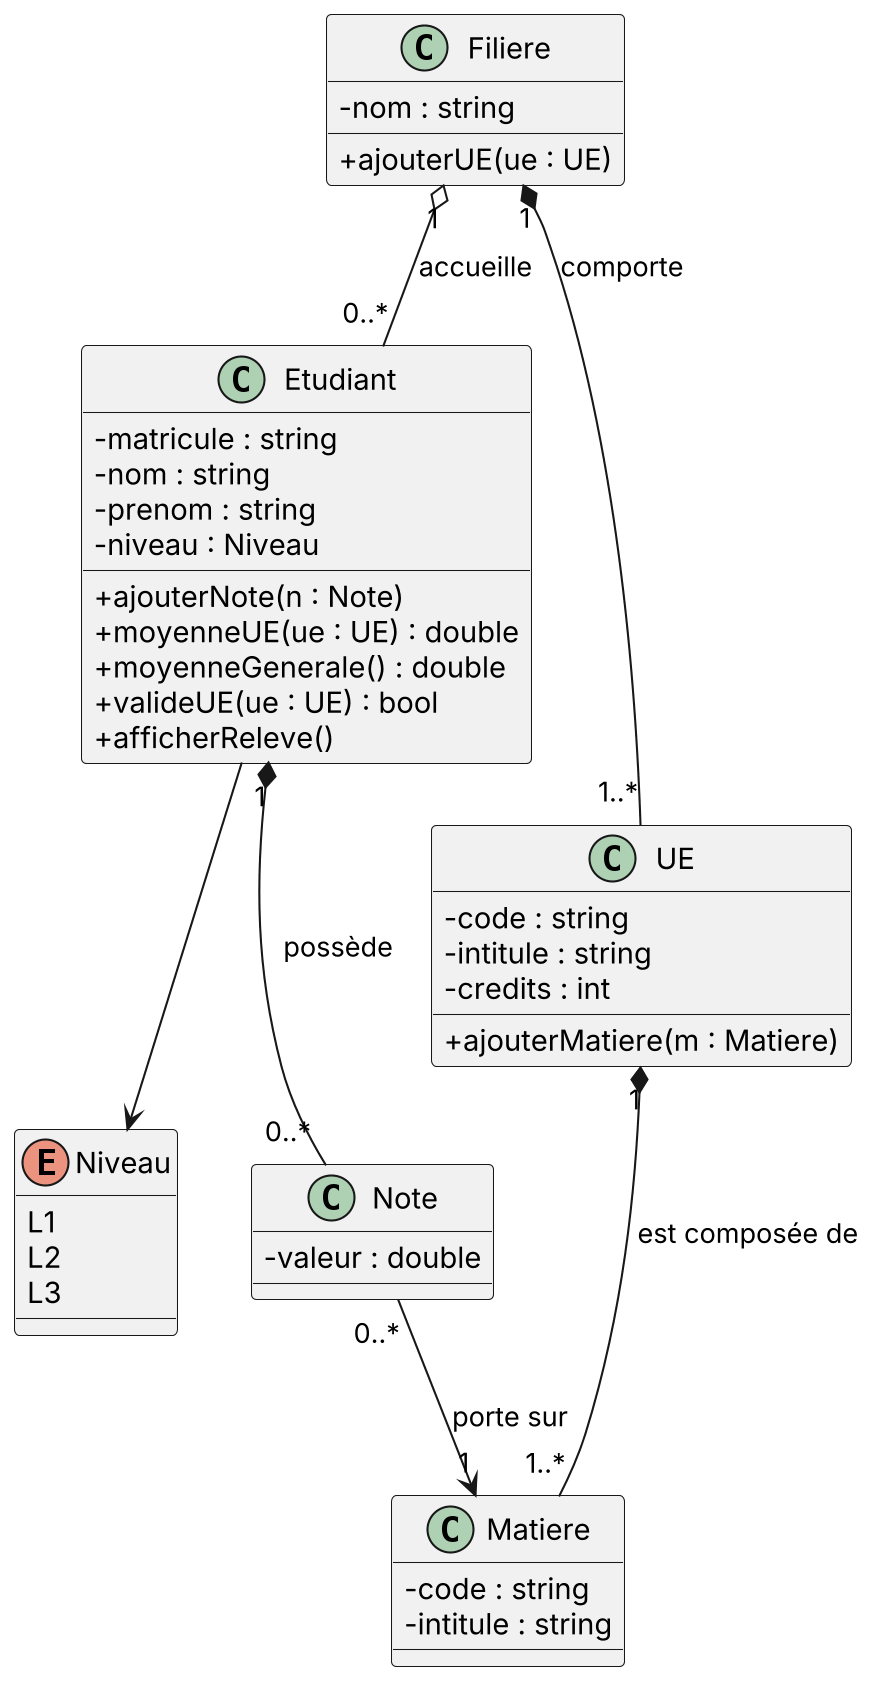 C Filiere
-nom : string
+ajouterUE(ue : UE)
1
1
accueille
comporte
0..*
C Etudiant
-matricule : string
-nom : string
-prenom : string
-niveau : Niveau
+ajouterNote(n : Note)
+moyenneUE(ue : UE) : double
+moyenneGenerale() : double
+valideUE(ue : UE) : bool
+afficherReleve()
1
1..*
C UE
-code : string
-intitule : string
-credits : int
+ajouterMatiere(m : Matiere)
1
possède
0..*
E Niveau
L1
L2
L3
C Note
-valeur : double
est composée de
0..*
porte sur
1
1..*
C Matiere
-code : string
-intitule : string